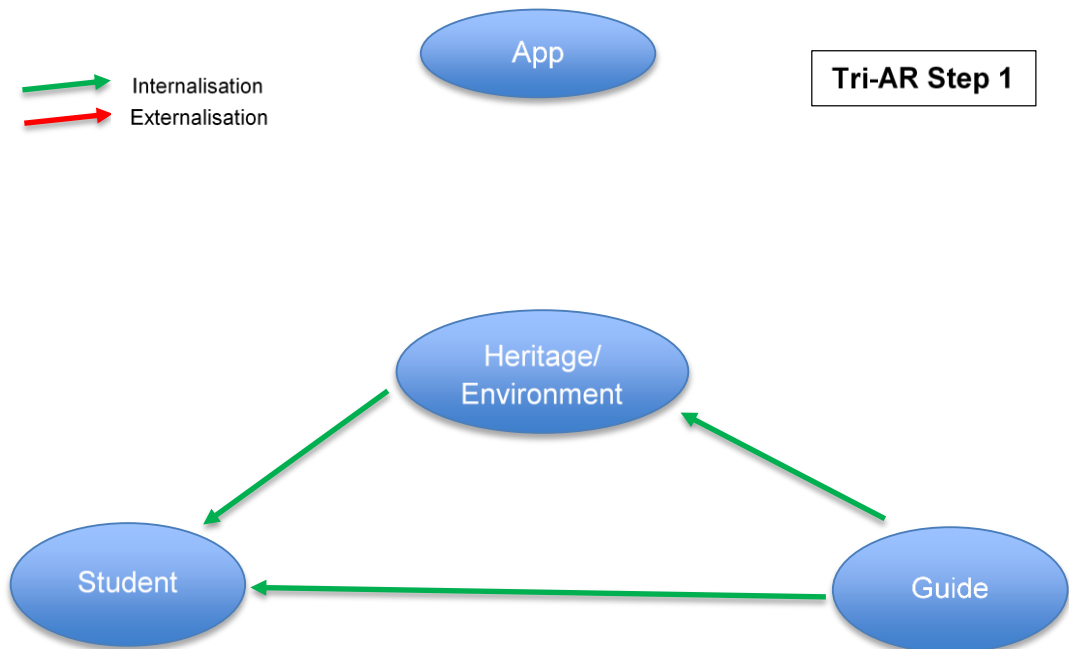 App
Tri-AR Step 1
Internalisation
Externalisation
Heritage/
Environment
Student
Guide